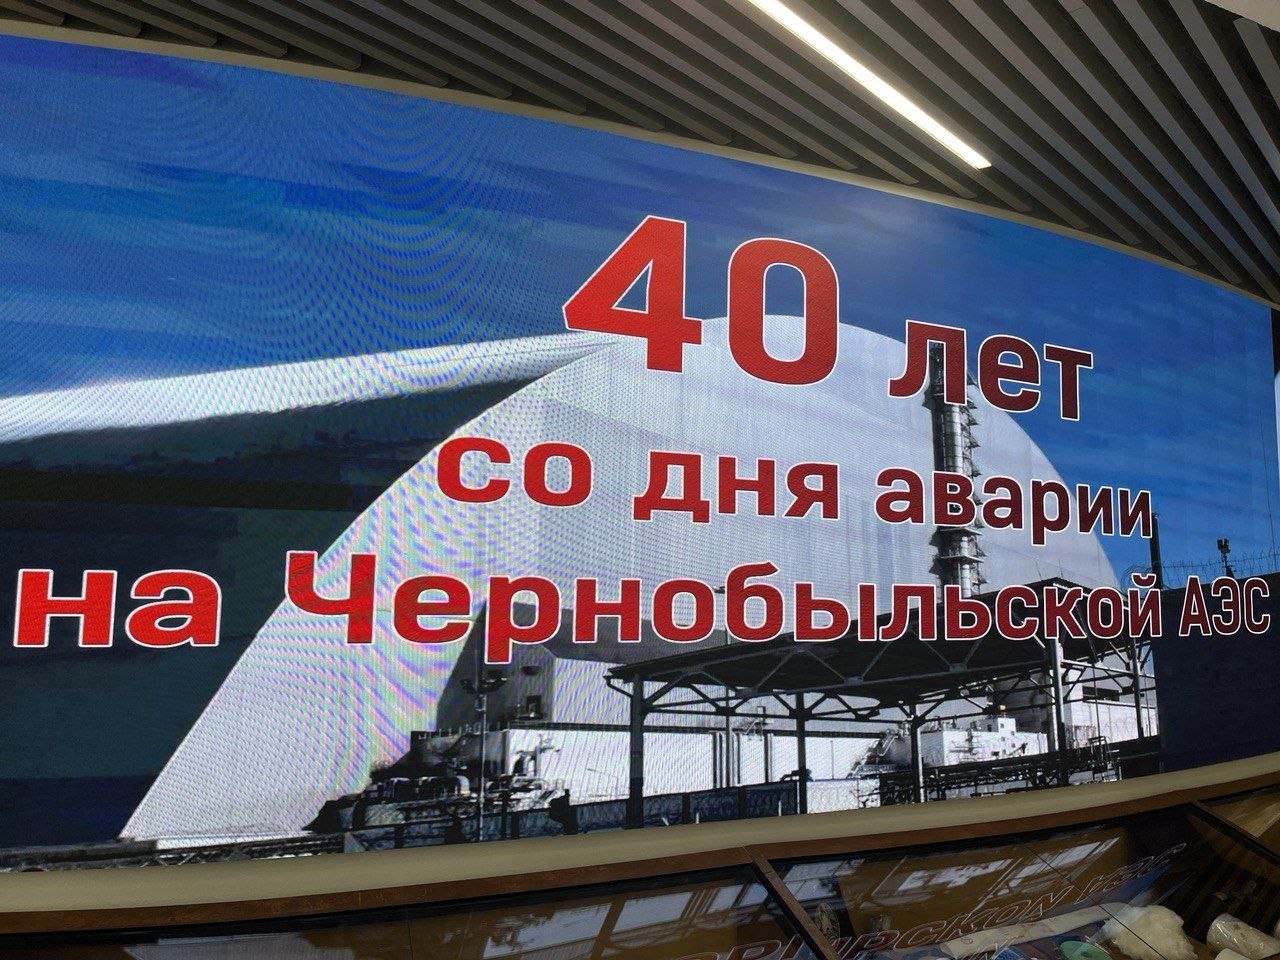 40 лет
со дня аварии
на Чернобыльской АЭС